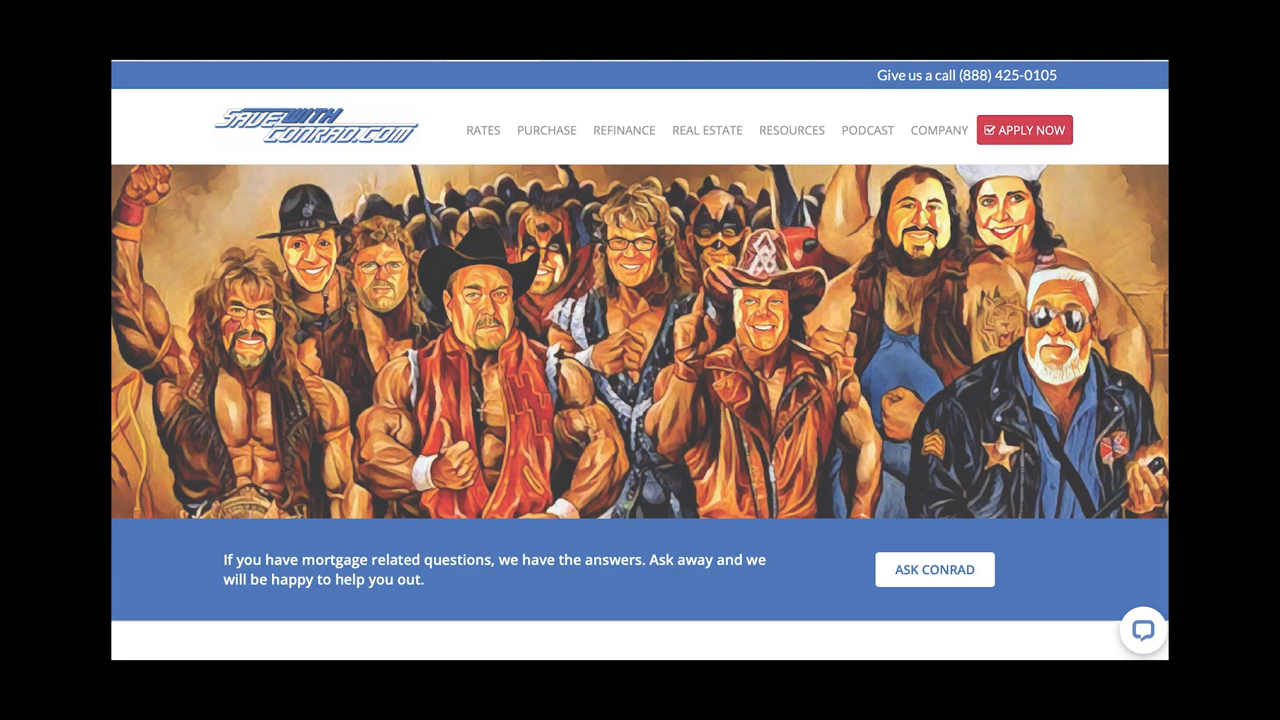 Give us a call (888) 425-0105
SAVEWITH
CONRAD.COM
RATES PURCHASE REFINANCE REAL ESTATE RESOURCES PODCAST COMPANY APPLY NOW
If you have mortgage related questions, we have the answers. Ask away and we
will be happy to help you out.
ASK CONRAD